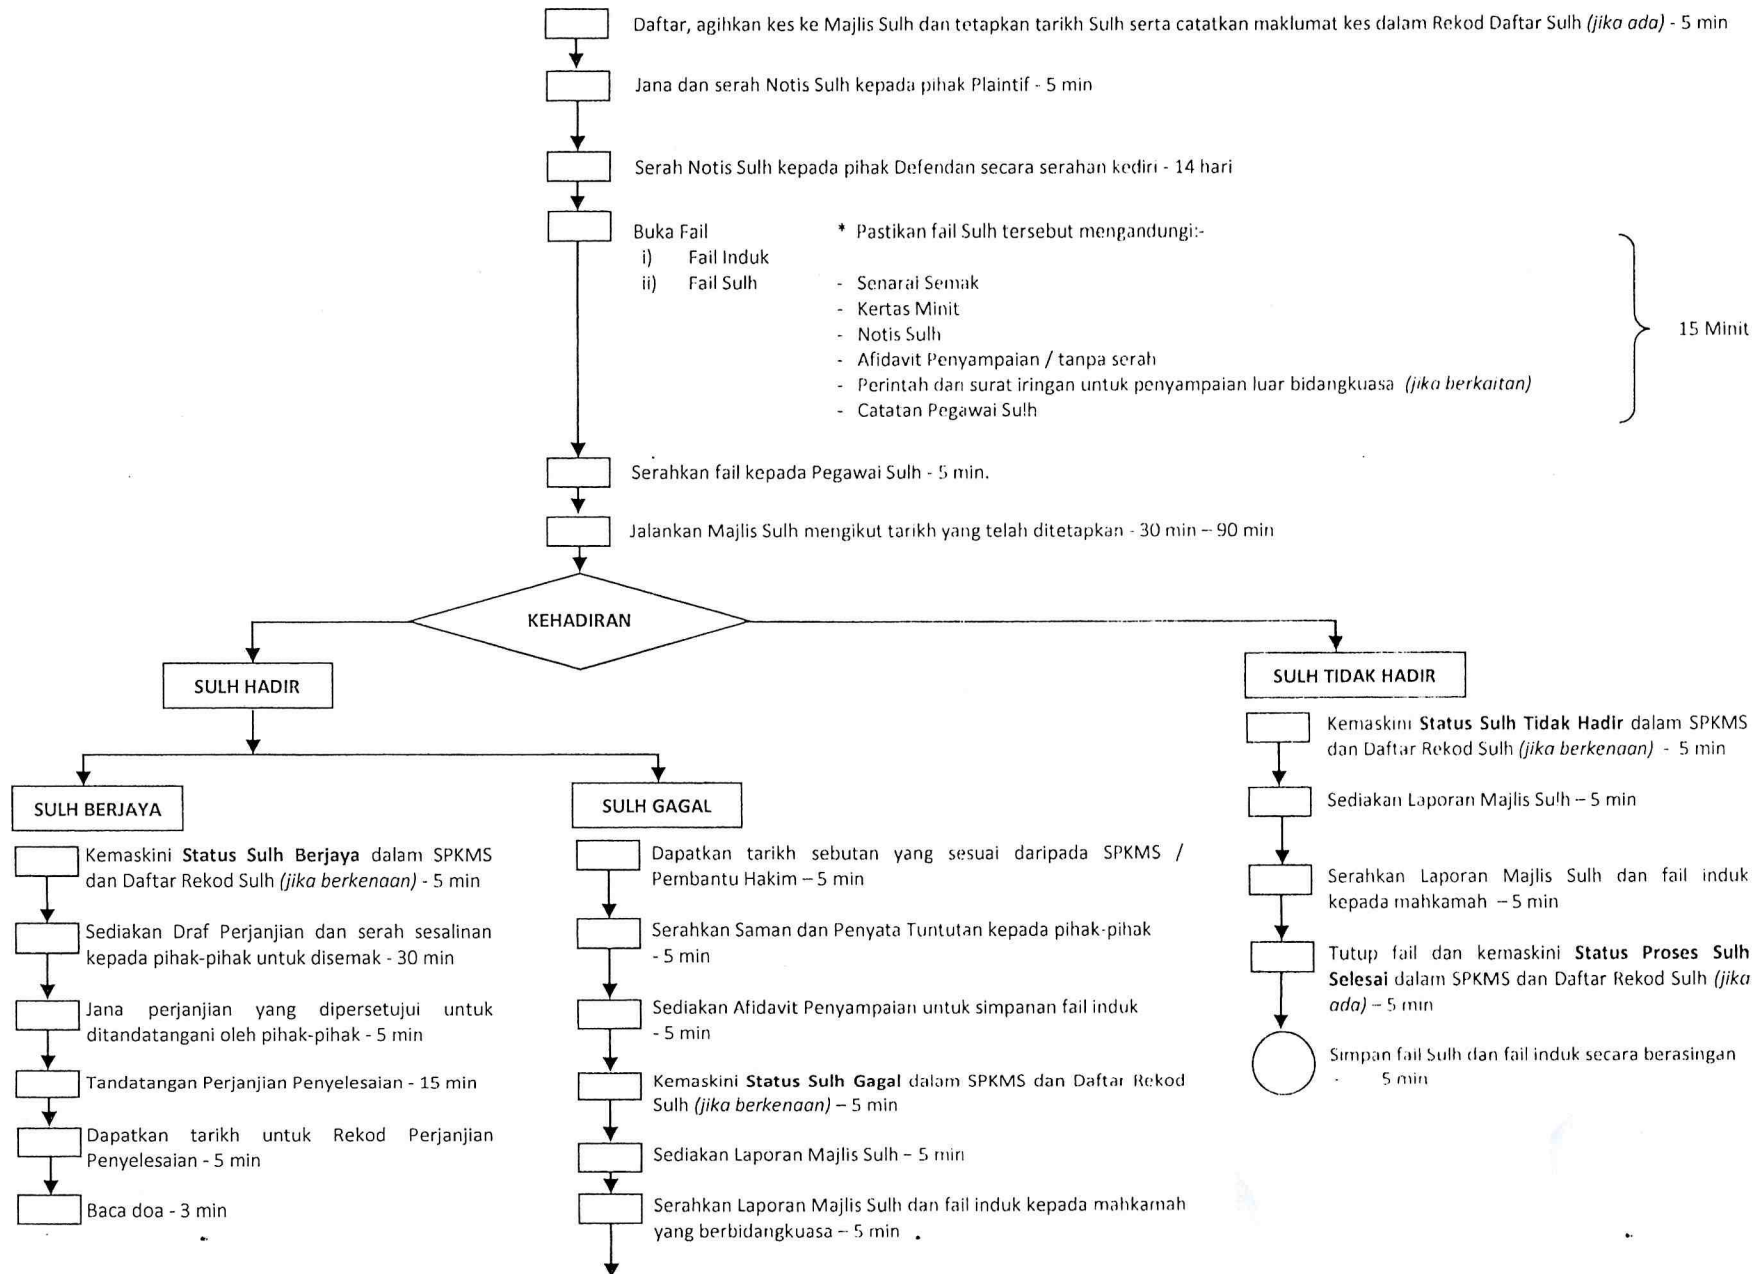 Daftar, agihkan kes ke Majlis Sulh dan tetapkan tarikh Sulh serta catatkan maklumat kes dalam Rekod Daftar Sulh (jika ada) - 5 min
Jana dan serah Notis Sulh kepada pihak Plaintif - 5 min
Serah Notis Sulh kepada pihak Defendan secara serahan kediri - 14 hari
Buka Fail
i) Fail Induk
ii) Fail Sulh
* Pastikan fail Sulh tersebut mengandungi:-
- Senarai Semak
- Kertas Minit
- Notis Sulh
- Afidavit Penyampaian / tanpa serah
- Perintah dan surat iringan untuk penyampaian luar bidangkuasa (jika berkaitan)
- Catatan Pegawai Sulh
15 Minit
Serahkan fail kepada Pegawai Sulh - 5 min.
Jalankan Majlis Sulh mengikut tarikh yang telah ditetapkan - 30 min – 90 min
KEHADIRAN
SULH HADIR
SULH BERJAYA
Kemaskini Status Sulh Berjaya dalam SPKMS
dan Daftar Rekod Sulh (jika berkenaan) - 5 min
Sediakan Draf Perjanjian dan serah sesalinan
kepada pihak-pihak untuk disemak - 30 min
Jana perjanjian yang dipersetujui untuk
ditandatangani oleh pihak-pihak - 5 min
Tandatangan Perjanjian Penyelesaian - 15 min
Dapatkan tarikh untuk Rekod Perjanjian
Penyelesaian - 5 min
Baca doa - 3 min
SULH GAGAL
Dapatkan tarikh sebutan yang sesuai daripada SPKMS /
Pembantu Hakim – 5 min
Serahkan Saman dan Penyata Tuntutan kepada pihak-pihak
- 5 min
Sediakan Afidavit Penyampaian untuk simpanan fail induk
- 5 min
Kemaskini Status Sulh Gagal dalam SPKMS dan Daftar Rekod
Sulh (jika berkenaan) – 5 min
Sediakan Laporan Majlis Sulh – 5 min
Serahkan Laporan Majlis Sulh dan fail induk kepada mahkamah
yang berbidangkuasa – 5 min
SULH TIDAK HADIR
Kemaskini Status Sulh Tidak Hadir dalam SPKMS
dan Daftar Rekod Sulh (jika berkenaan) - 5 min
Sediakan Laporan Majlis Sulh – 5 min
Serahkan Laporan Majlis Sulh dan fail induk
kepada mahkamah – 5 min
Tutup fail dan kemaskini Status Proses Sulh
Selesai dalam SPKMS dan Daftar Rekod Sulh (jika
ada) – 5 min
Simpan fail Sulh dan fail induk secara berasingan
- 5 min